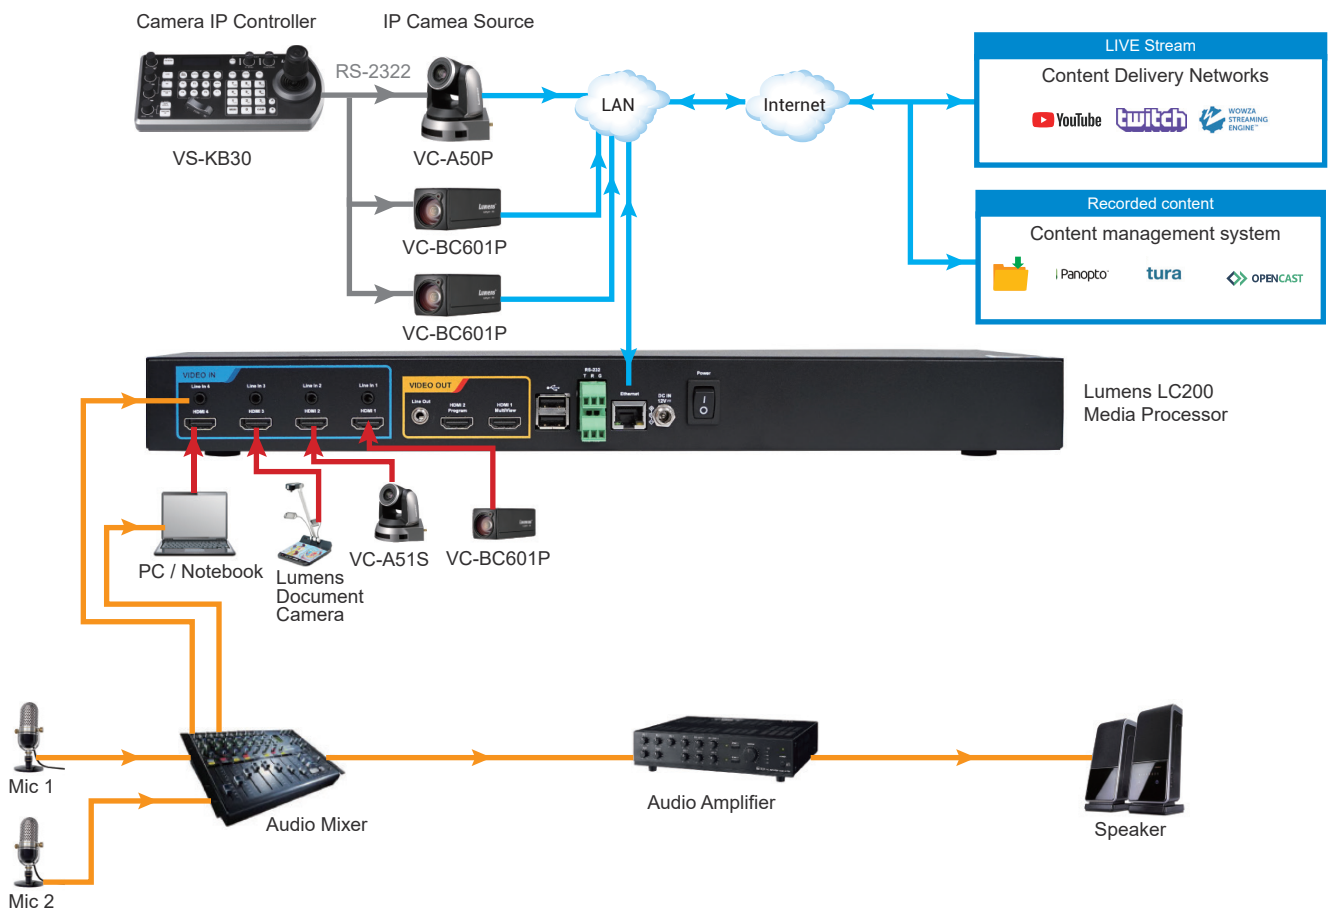 Camera IP Controller
IP Camea Source
RS-2322
VS-KB30
VC-A50P
Lumens
VC-BC601P
Lumens
VC-BC601P
LAN
Internet
LIVE Stream
Content Delivery Networks
YouTube
twitch
WOWZA
STREAMING
ENGINE™
Recorded content
Content management system
Panopto
tura
OPENCAST
VIDEO IN
Line In 4
Line In 3
Line In 2
Line In 1
HDMI 4
HDMI 3
HDMI 2
HDMI 1
VIDEO OUT
Line Out
HDMI 2
Program
HDMI 1
MultiView
RS-232
T R G
Ethernet
DC IN
12V
Power
Lumens LC200
Media Processor
PC / Notebook
Lumens
Document
Camera
VC-A51S
VC-BC601P
Mic 1
Mic 2
Audio Mixer
Audio Amplifier
Speaker